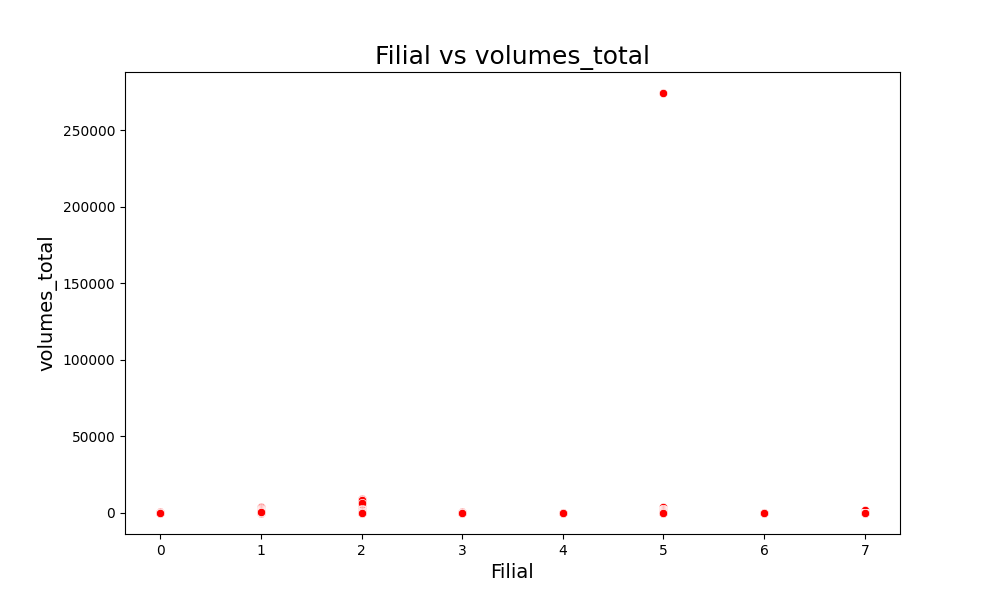 Filial vs volumes_total
volumes_total
250000
200000
150000
100000
50000
0
0 1 2 3 4 5 6 7
Filial